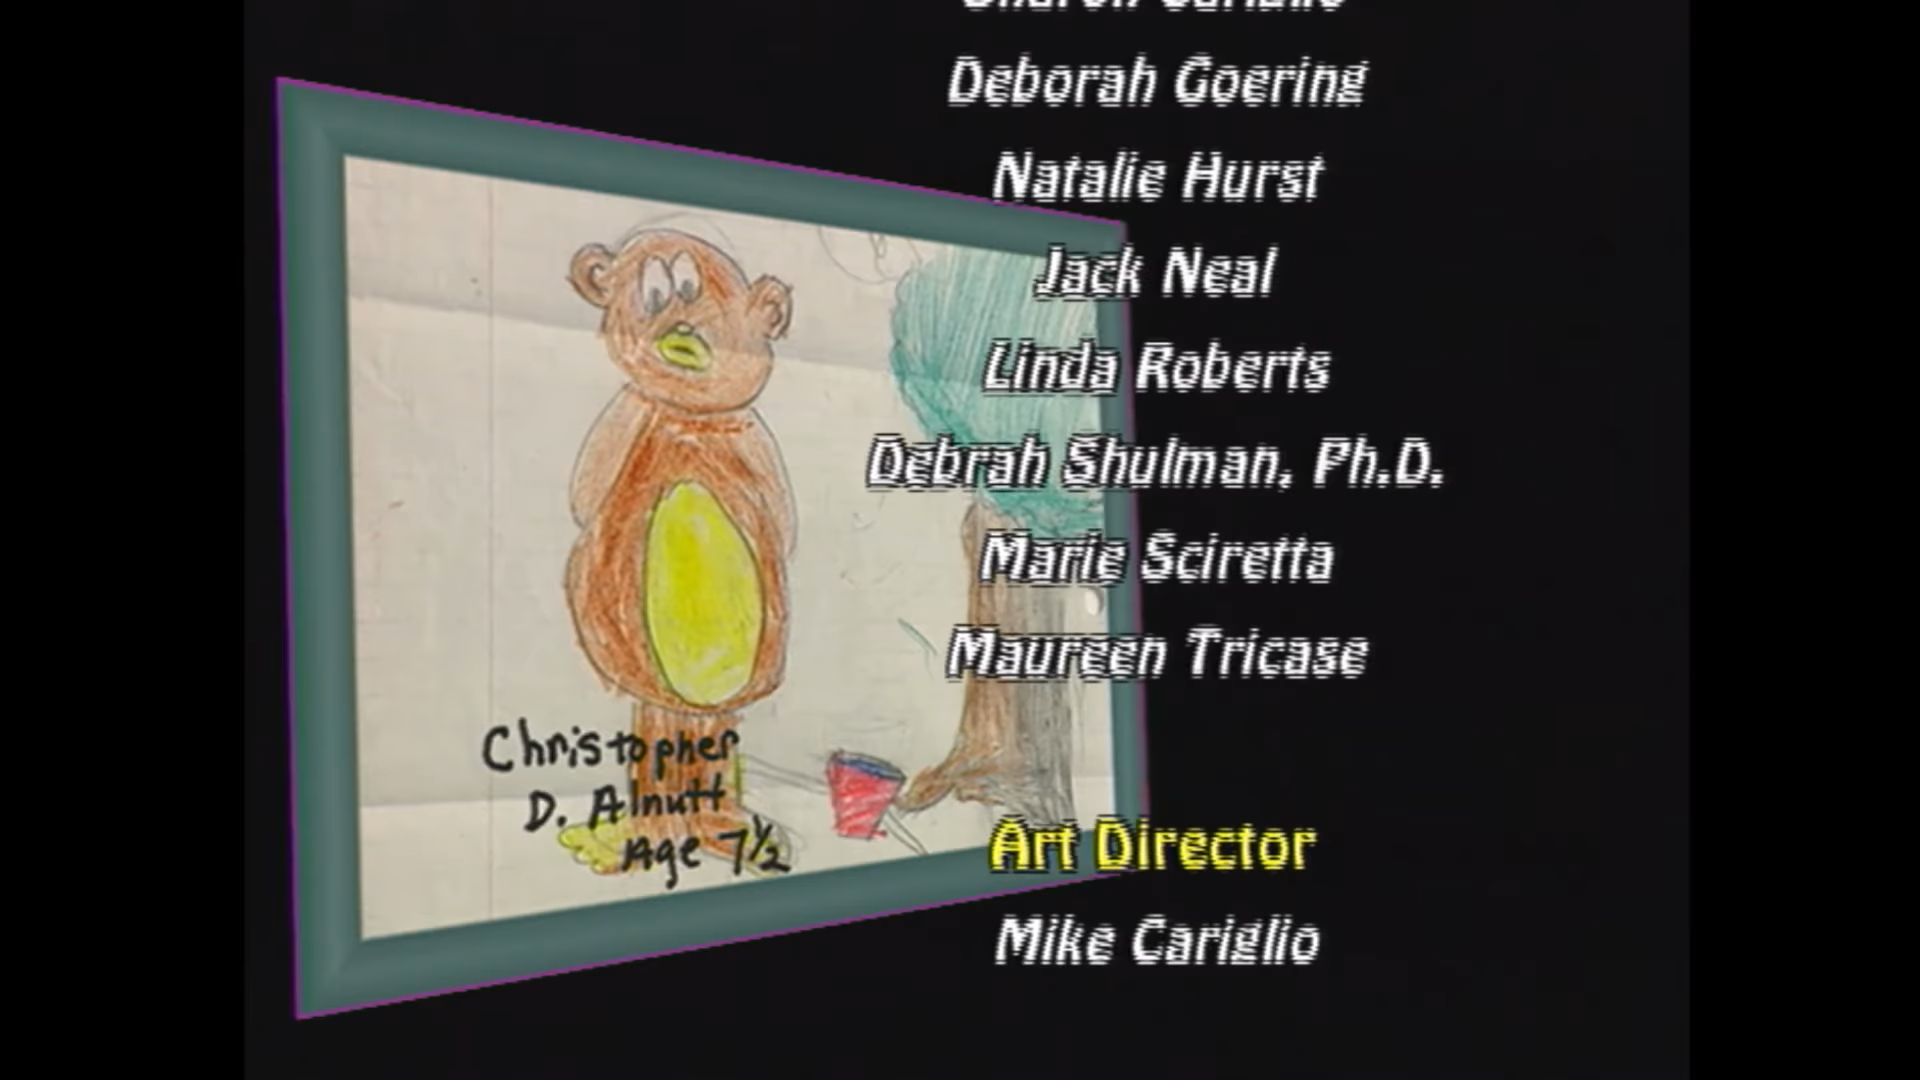 Deborah Goering
Natalie Hurst
Jack Neal
Linda Roberts
Debrah Shulman, Ph.D.
Marie Sciretta
Maureen Tricase
Christopher
D. Alnutt
Age 7½
Art Director
Mike Cariglio